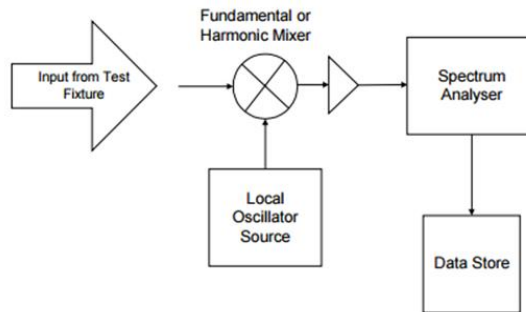 Fundamental or
Harmonic Mixer
Input from Test
Fixture
Spectrum
Analyser
Local
Oscillator
Source
Data Store